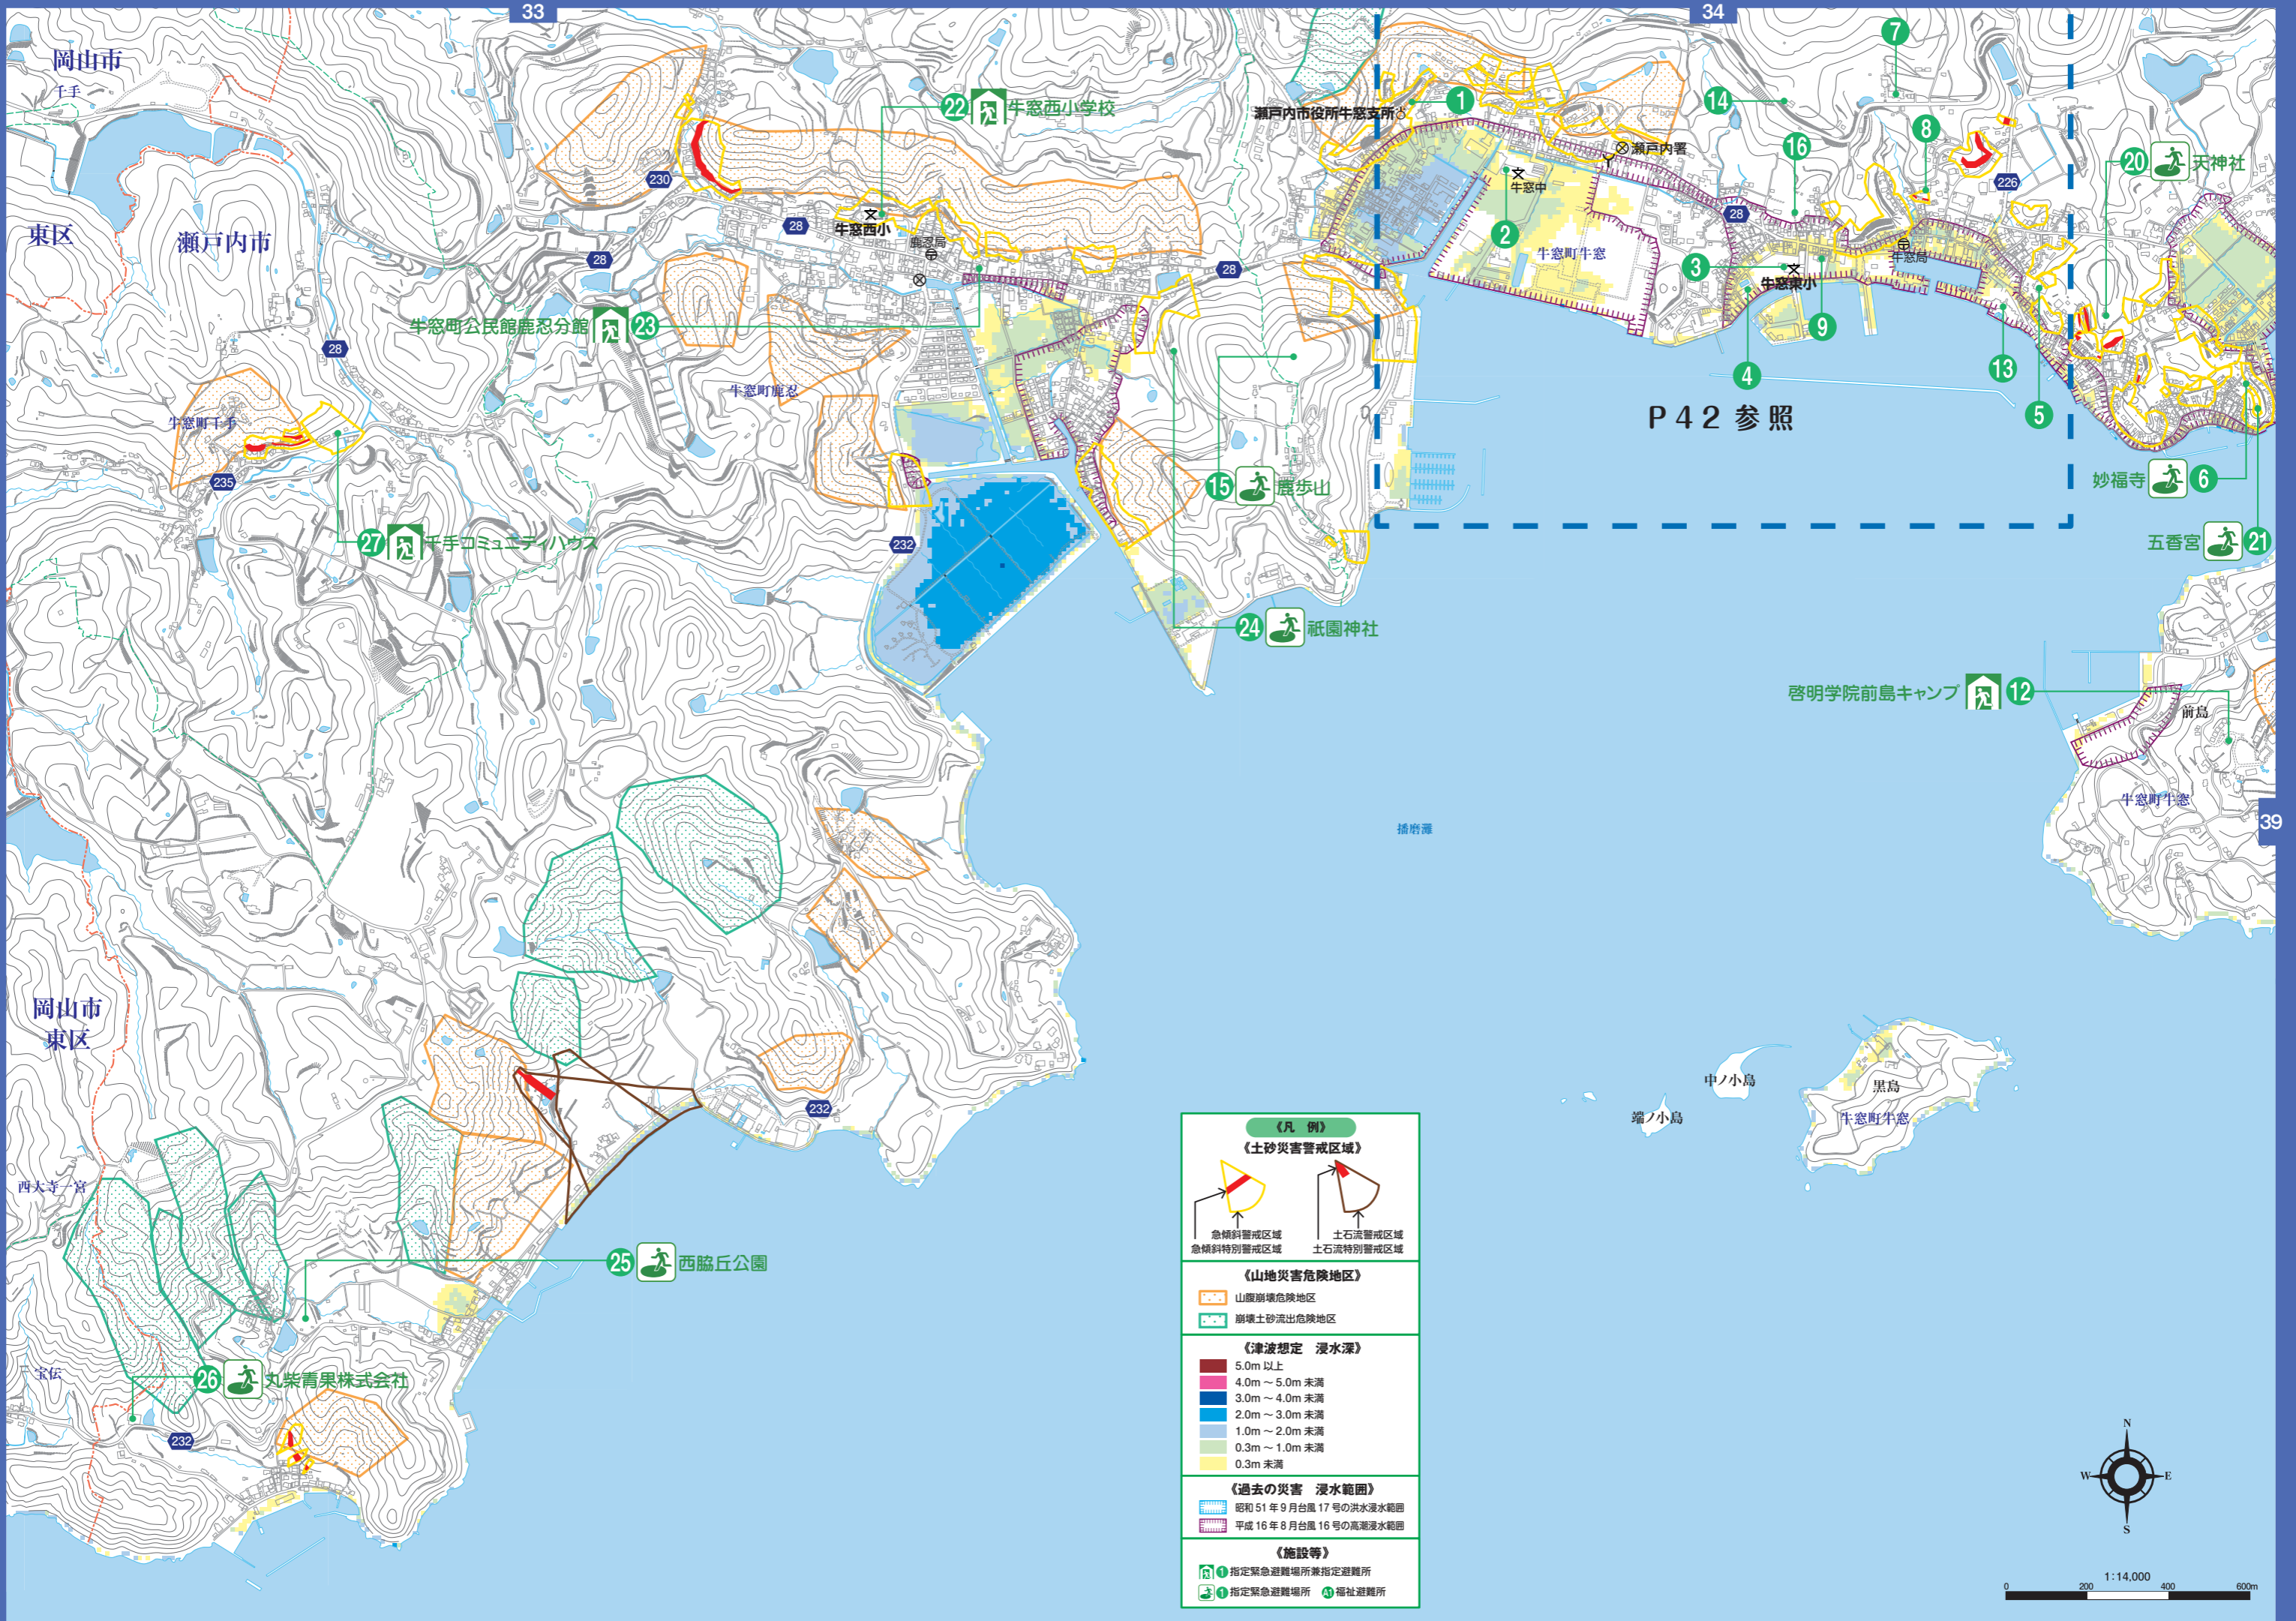 33
34
岡山市
千手
東区
瀬戸内市
230
28
28
28
22 牛窓西小学校
牛窓西小
鹿忍局
牛窓町公民館鹿忍分館 23
牛窓町鹿忍
牛窓町千手
235
27 千手コミュニティハウス
232
瀬戸内市役所牛窓支所
1
瀬戸内署
牛窓中
2
牛窓町牛窓
28
7
14
16
8
226
20 天神社
28
3
牛窓東小
牛窓局
9
4
13
5
P42 参照
15 鹿歩山
妙福寺 6
五香宮 21
24 祇園神社
啓明学院前島キャンプ 12
前島
牛窓町牛窓
39
播磨灘
岡山市
東区
232
中ノ小島
端ノ小島
黒島
牛窓町牛窓
西大寺一宮
25 西脇丘公園
宝伝
26 丸柴青果株式会社
232
《凡 例》
《土砂災害警戒区域》
急傾斜警戒区域
急傾斜特別警戒区域
土石流警戒区域
土石流特別警戒区域
《山地災害危険地区》
山腹崩壊危険地区
崩壊土砂流出危険地区
《津波想定 浸水深》
5.0m 以上
4.0m ～ 5.0m 未満
3.0m ～ 4.0m 未満
2.0m ～ 3.0m 未満
1.0m ～ 2.0m 未満
0.3m ～ 1.0m 未満
0.3m 未満
《過去の災害 浸水範囲》
昭和 51 年 9 月台風 17 号の洪水浸水範囲
平成 16 年 8 月台風 16 号の高潮浸水範囲
《施設等》
1 指定緊急避難場所兼指定避難所
1 指定緊急避難場所 A1 福祉避難所
N
W
E
S
1:14,000
0 200 400 600m